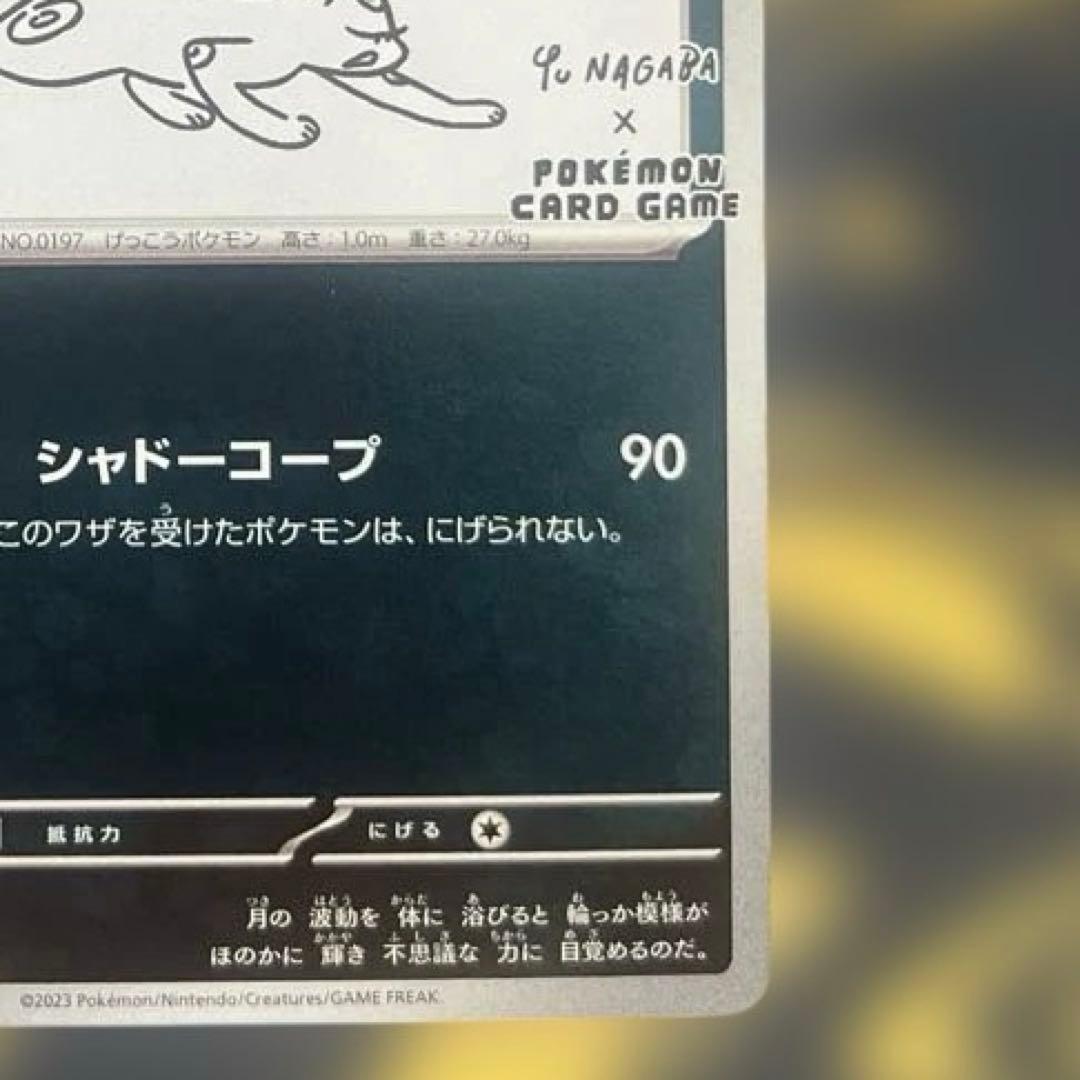 Yu NAGABA
×
POKÉMON
CARD GAME
NO.0197 げっこうポケモン 高さ：1.0m 重さ：27.0kg
シャドーコープ 90
このワザを受けたポケモンは、にげられない。
抵抗力 にげる
月の 波動を 体に 浴びると 輪っか模様が
ほのかに 輝き 不思議な 力に 目覚めるのだ。
©2023 Pokémon/Nintendo/Creatures/GAME FREAK.